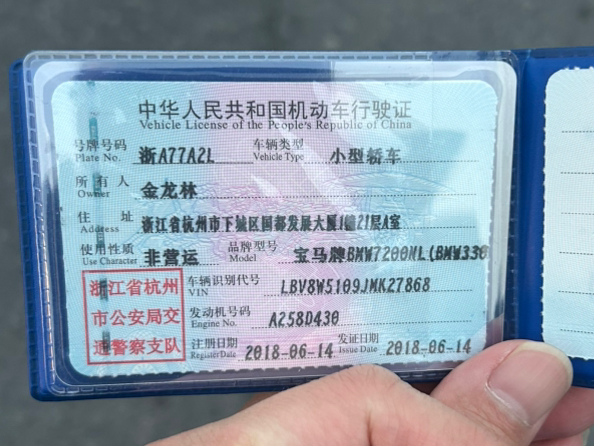 中华人民共和国机动车行驶证
Vehicle License of the People's Republic of China
号牌号码 浙A77A2L 车辆类型 小型轿车
Plate No. Vehicle Type
所有人 金龙林
Owner
住址 浙江省杭州市下城区国都发展大厦1幢21层A室
Address
使用性质 非营运 品牌型号 宝马牌BMW7200NL(BMW330
Use Character Model
浙江省杭州
市公安局交
通警察支队
车辆识别代号 LBV8W5109JMK27868
VIN
发动机号码 A258D430
Engine No.
注册日期 2018-06-14 发证日期 2018-06-14
Register Date Issue Date